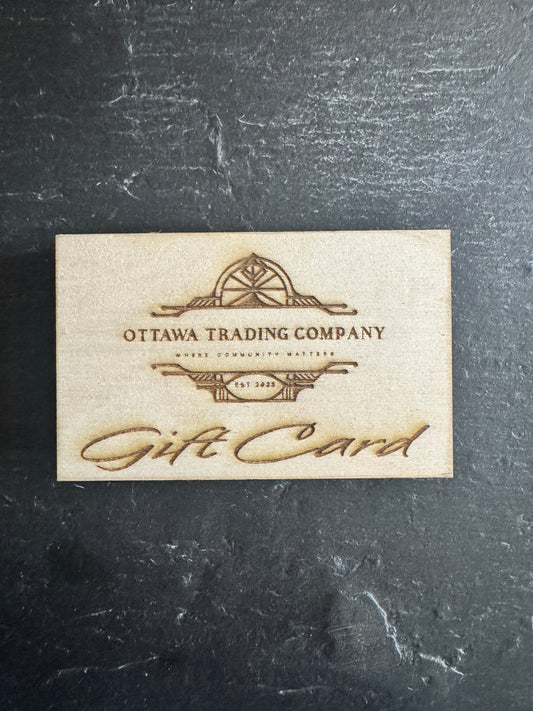 OTTAWA TRADING COMPANY
WHERE COMMUNITY MATTERS
EST 2023
Gift Card